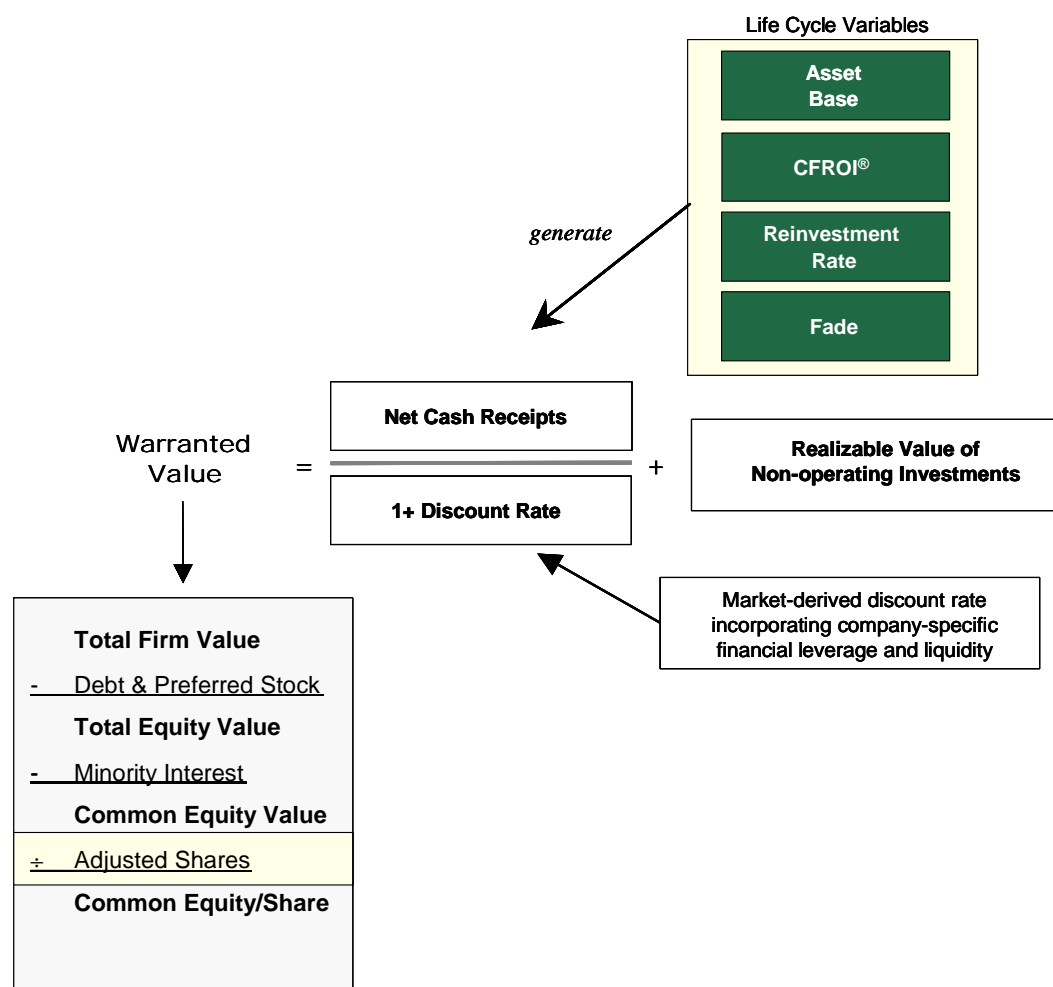 Life Cycle Variables
Asset
Base
CFROI®
Reinvestment
Rate
Fade
generate
Net Cash Receipts
Warranted
Value
=
1+ Discount Rate
+
Realizable Value of
Non-operating Investments
Market-derived discount rate
incorporating company-specific
financial leverage and liquidity
Total Firm Value
- Debt & Preferred Stock
Total Equity Value
- Minority Interest
Common Equity Value
÷ Adjusted Shares
Common Equity/Share